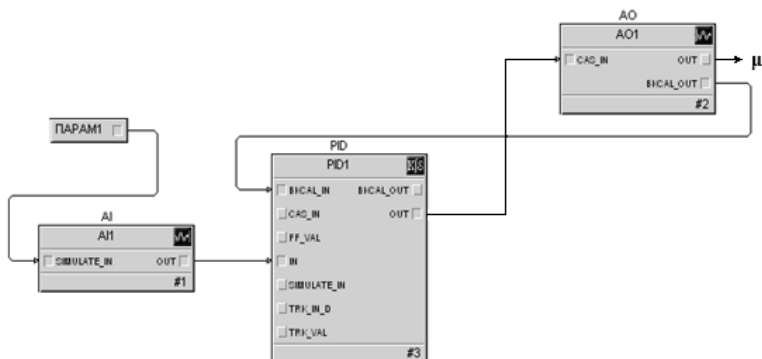 AO
AO1
CAS_IN OUT
BKCAL_OUT
#2
μ
ПАРАМ1
AI
AI1
SIMULATE_IN OUT
#1
PID
PID1
BKCAL_IN BKCAL_OUT
CAS_IN OUT
FF_VAL
IN
SIMULATE_IN
TRK_IN_D
TRK_VAL
#3